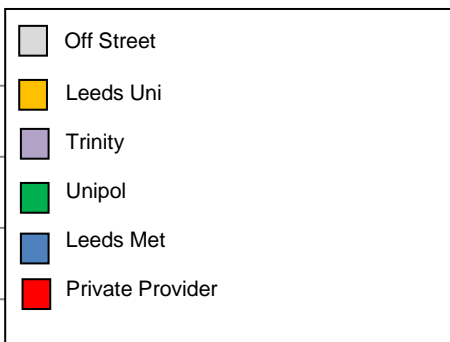 Off Street
Leeds Uni
Trinity
Unipol
Leeds Met
Private Provider